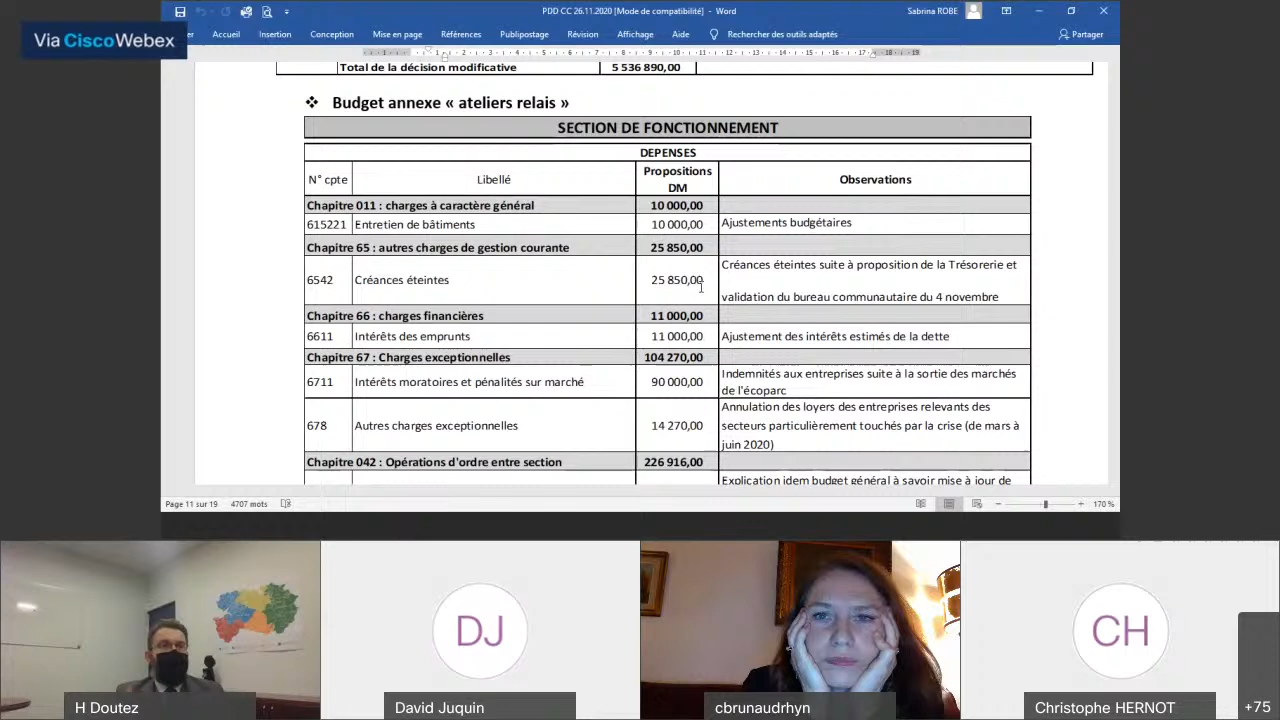 PDD CC 26.11.2020 [Mode de compatibilité] - Word
Sabrina ROBE
Via CiscoWebex
Accueil Insertion Conception Mise en page Références Publipostage Révision Affichage Aide Rechercher des outils adaptés Partager
Total de la décision modificative 5 536 890,00
❖ Budget annexe « ateliers relais »
SECTION DE FONCTIONNEMENT
DEPENSES
N° cpte Libellé Propositions DM Observations
Chapitre 011 : charges à caractère général 10 000,00
615221 Entretien de bâtiments 10 000,00 Ajustements budgétaires
Chapitre 65 : autres charges de gestion courante 25 850,00
6542 Créances éteintes 25 850,00 Créances éteintes suite à proposition de la Trésorerie et
validation du bureau communautaire du 4 novembre
Chapitre 66 : charges financières 11 000,00
6611 Intérêts des emprunts 11 000,00 Ajustement des intérêts estimés de la dette
Chapitre 67 : Charges exceptionnelles 104 270,00
6711 Intérêts moratoires et pénalités sur marché 90 000,00 Indemnités aux entreprises suite à la sortie des marchés
de l'écoparc
678 Autres charges exceptionnelles 14 270,00 Annulation des loyers des entreprises relevants des
secteurs particulièrement touchés par la crise (de mars à
juin 2020)
Chapitre 042 : Opérations d'ordre entre section 226 916,00
Explication idem budget général à savoir mise à jour de
Page 11 sur 19 4707 mots 170 %
DJ
CH
H Doutez
David Juquin
cbrunaudrhyn
Christophe HERNOT
+75